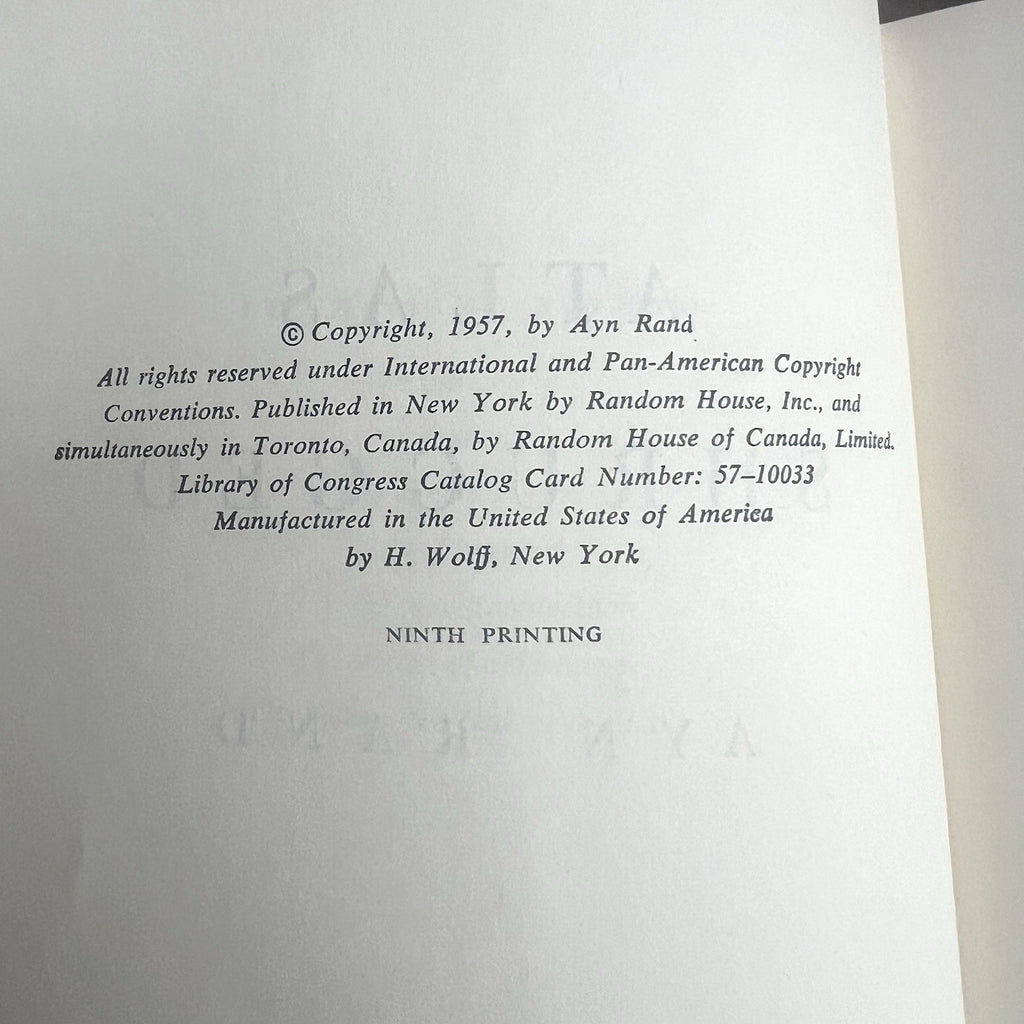 © Copyright, 1957, by Ayn Rand
All rights reserved under International and Pan-American Copyright
Conventions. Published in New York by Random House, Inc., and
simultaneously in Toronto, Canada, by Random House of Canada, Limited.
Library of Congress Catalog Card Number: 57–10033
Manufactured in the United States of America
by H. Wolff, New York
NINTH PRINTING